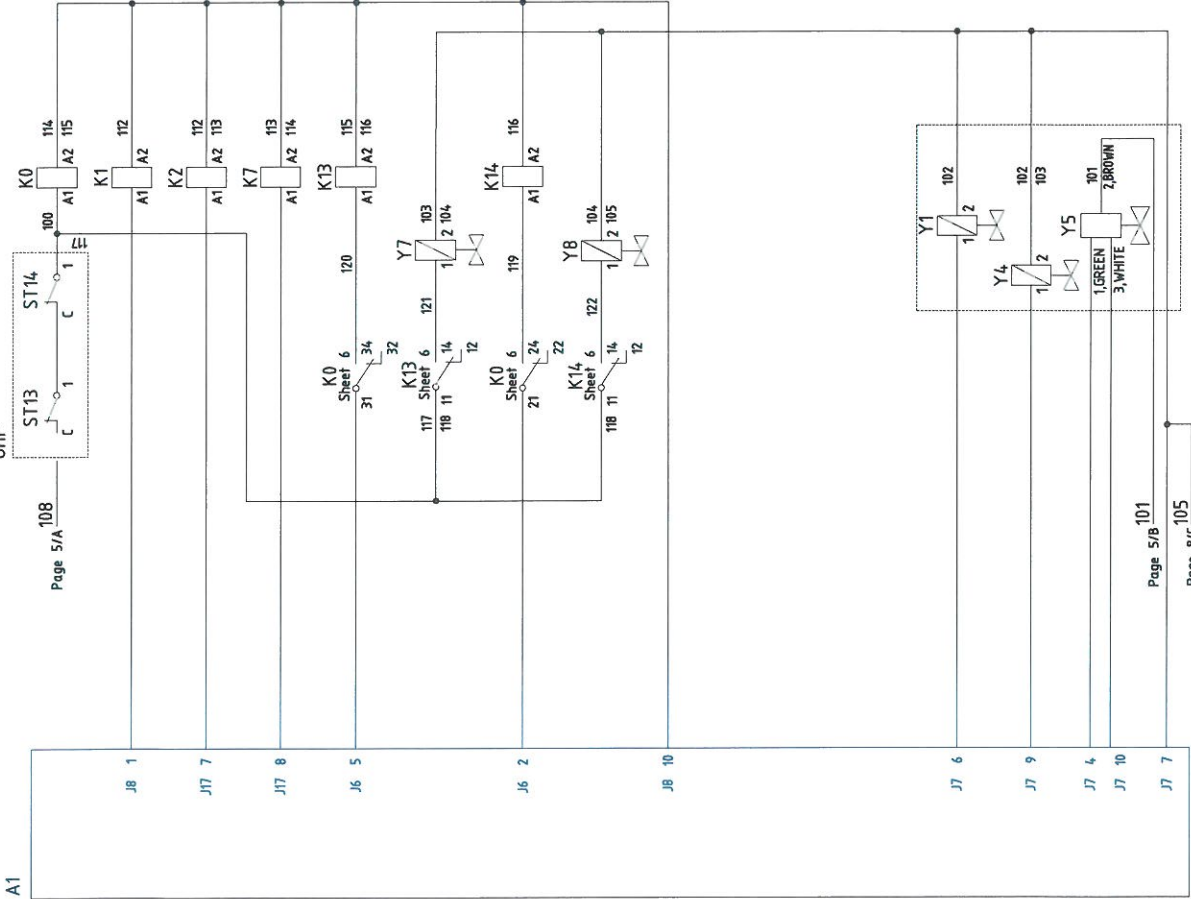 K0
114
115
A1
A2
100
117
ST14
1
C
ST13
1
C
108
Page 5/A
K1
112
A1
A2
K2
112
113
A1
A2
K7
113
114
A1
A2
K13
115
116
A1
A2
120
K0
Sheet 6
34
32
31
Y7
103
104
1
2
121
K13
Sheet 6
14
12
117
118
11
K14
116
A1
A2
119
K0
Sheet 6
24
22
21
Y8
104
105
1
2
122
K14
Sheet 6
14
12
118
11
Y1
102
1
2
Y4
102
103
1
2
Y5
101
2,BROWN
1,GREEN
3,WHITE
101
Page 5/B
105
A1
J8 1
J17 7
J17 8
J6 5
J6 2
J8 10
J7 6
J7 9
J7 4
J7 10
J7 7